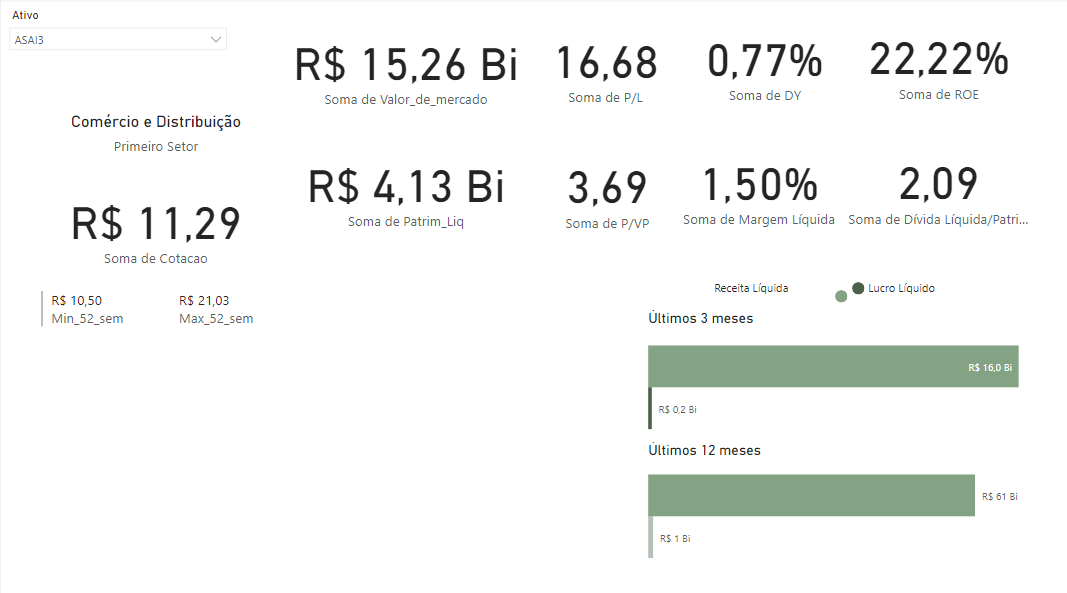 Ativo
ASAI3
R$ 15,26 Bi
Soma de Valor_de_mercado
16,68
Soma de P/L
0,77%
Soma de DY
22,22%
Soma de ROE
Comércio e Distribuição
Primeiro Setor
R$ 4,13 Bi
Soma de Patrim_Liq
3,69
Soma de P/VP
1,50%
Soma de Margem Líquida
2,09
Soma de Dívida Líquida/Patri...
R$ 11,29
Soma de Cotacao
R$ 10,50
Min_52_sem
R$ 21,03
Max_52_sem
Receita Líquida
Lucro Líquido
Últimos 3 meses
R$ 16,0 Bi
R$ 0,2 Bi
Últimos 12 meses
R$ 61 Bi
R$ 1 Bi